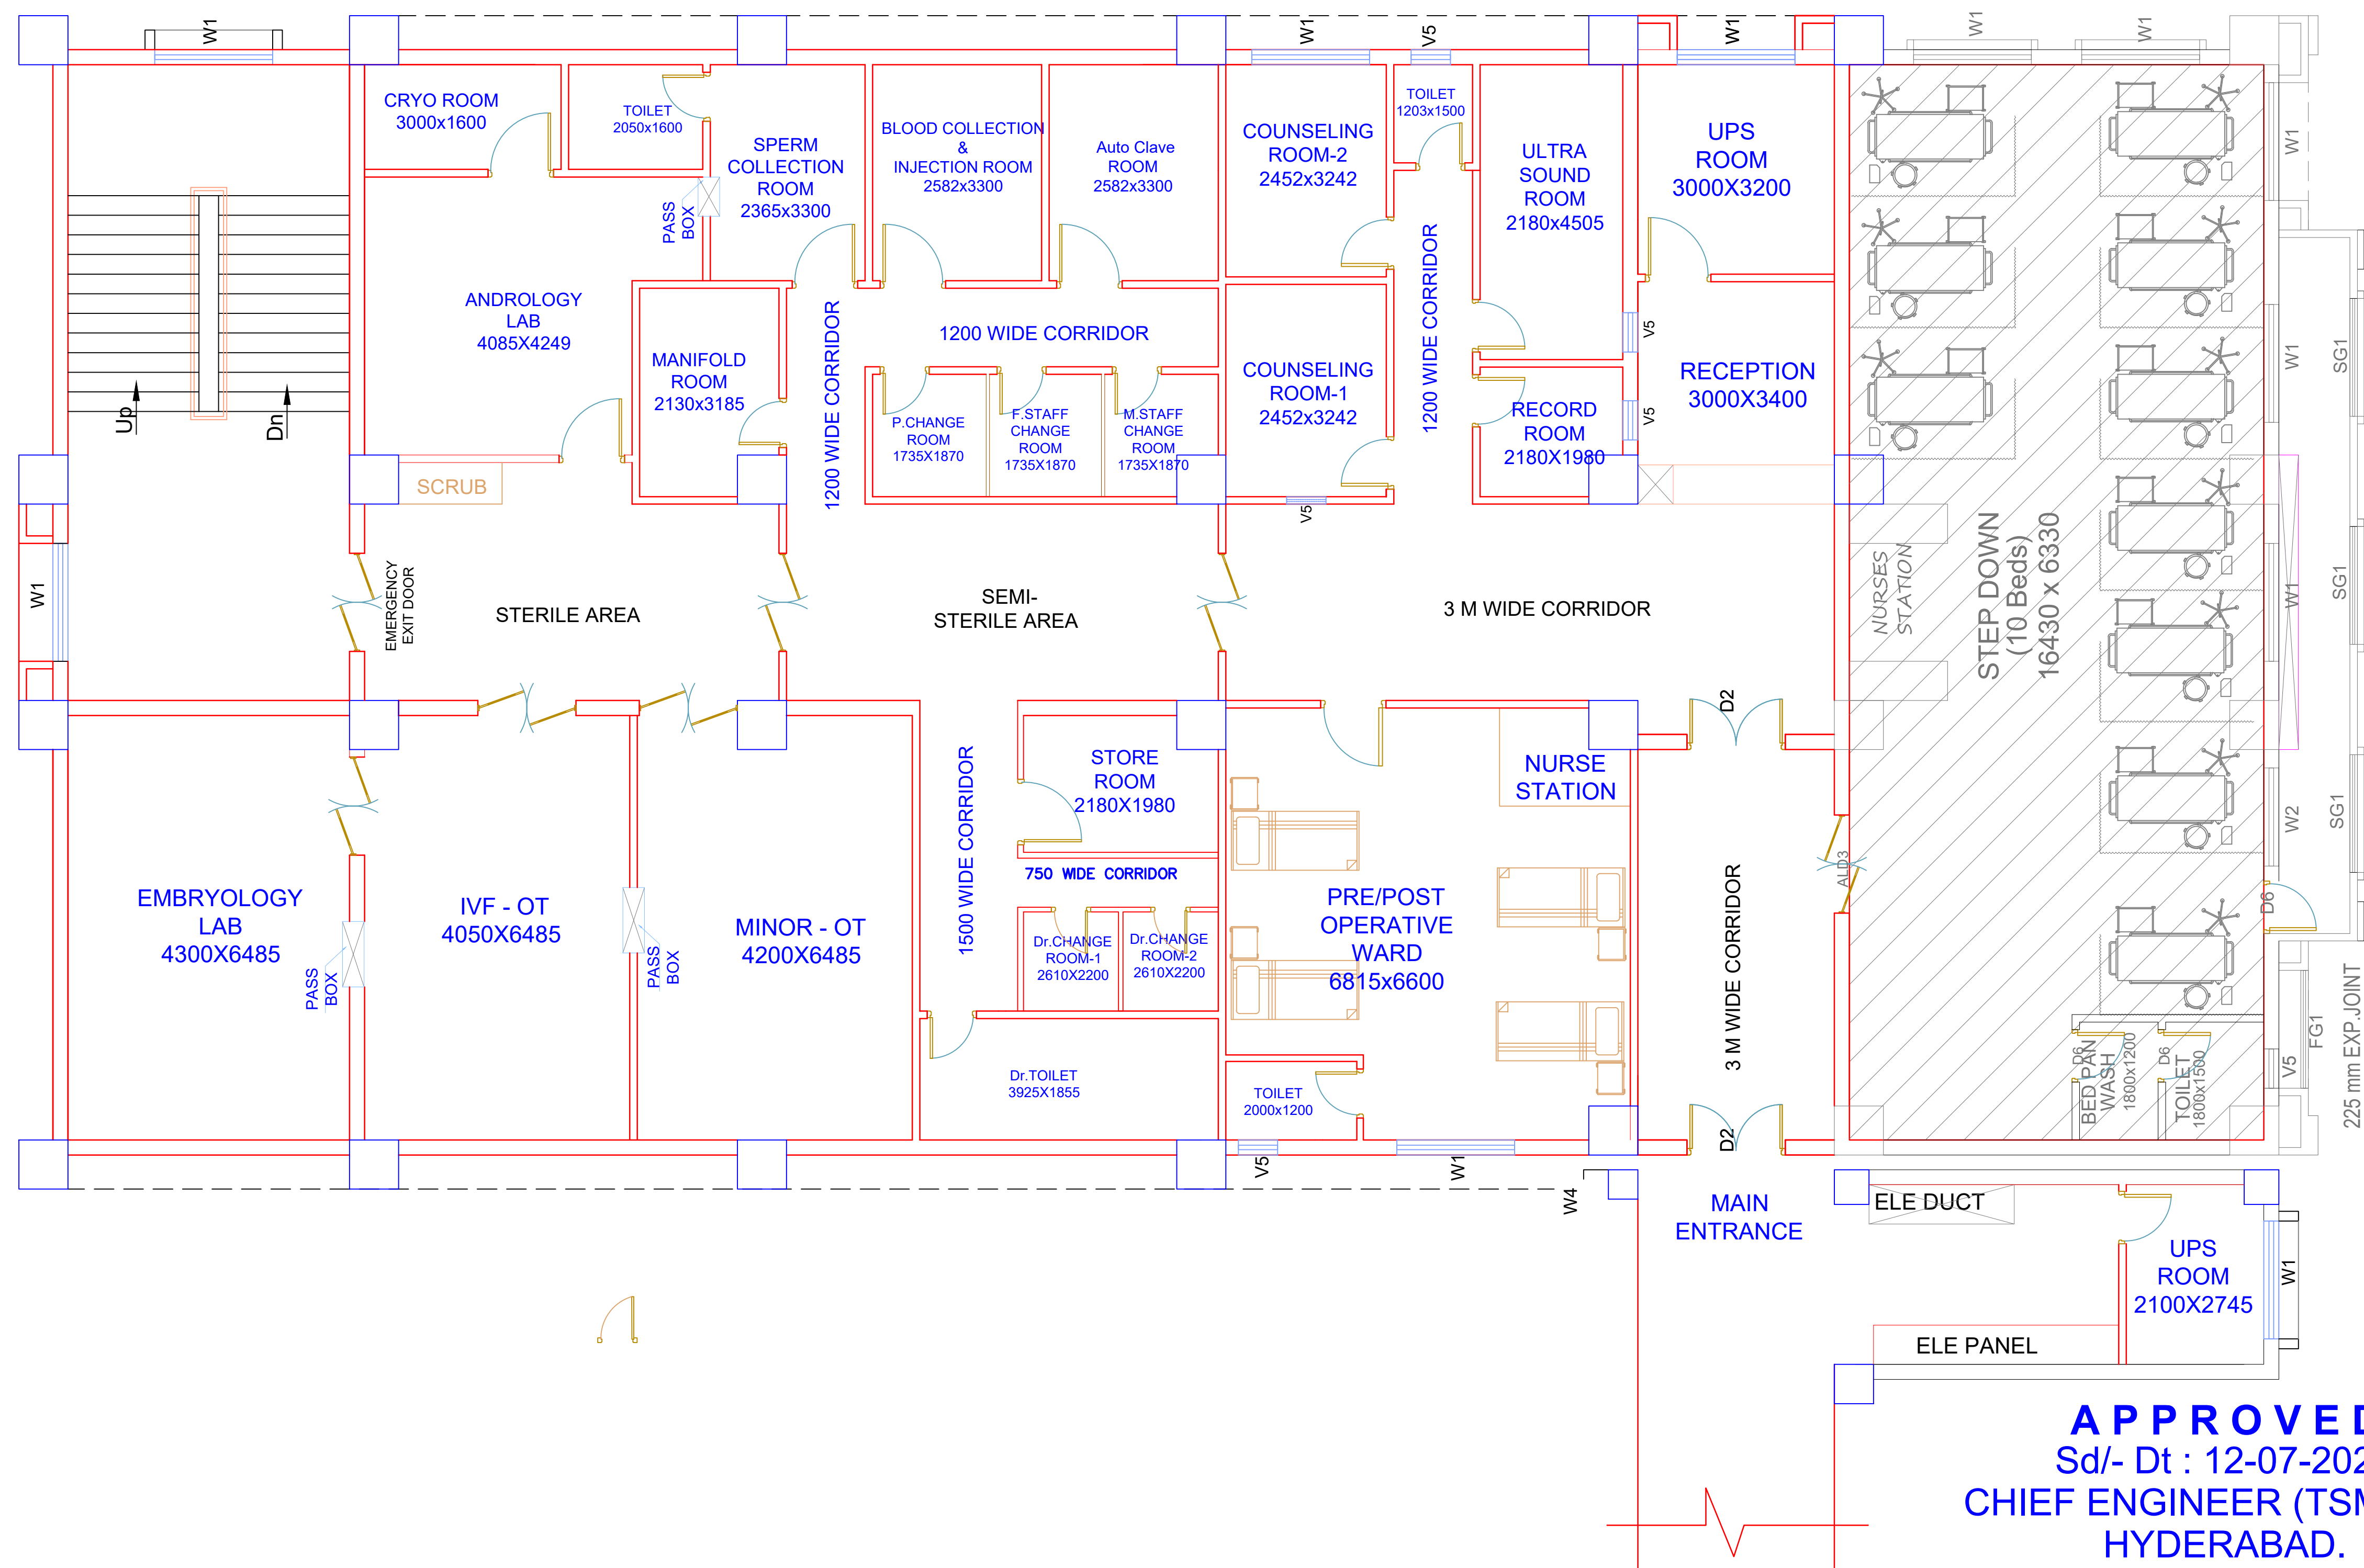 W1
W1
V5
W1
W1
W1
CRYO ROOM
3000x1600
TOILET
2050x1600
SPERM
COLLECTION
ROOM
2365x3300
PASS
BOX
BLOOD COLLECTION
&
INJECTION ROOM
2582x3300
Auto Clave
ROOM
2582x3300
COUNSELING
ROOM-2
2452x3242
TOILET
1203x1500
ULTRA
SOUND
ROOM
2180x4505
UPS
ROOM
3000X3200
W1
ANDROLOGY
LAB
4085X4249
MANIFOLD
ROOM
2130x3185
1200 WIDE CORRIDOR
1200 WIDE CORRIDOR
P.CHANGE
ROOM
1735X1870
F.STAFF
CHANGE
ROOM
1735X1870
M.STAFF
CHANGE
ROOM
1735X1870
COUNSELING
ROOM-1
2452x3242
1200 WIDE CORRIDOR
V5
V5
RECORD
ROOM
2180X1980
RECEPTION
3000X3400
W1
SG1
Up
Dn
SCRUB
V5
W1
EMERGENCY
EXIT DOOR
STERILE AREA
SEMI-
STERILE AREA
3 M WIDE CORRIDOR
NURSES
STATION
STEP DOWN
(10 Beds)
16430 x 6330
W1
SG1
D2
EMBRYOLOGY
LAB
4300X6485
PASS
BOX
IVF - OT
4050X6485
PASS
BOX
MINOR - OT
4200X6485
1500 WIDE CORRIDOR
STORE
ROOM
2180X1980
750 WIDE CORRIDOR
Dr.CHANGE
ROOM-1
2610X2200
Dr.CHANGE
ROOM-2
2610X2200
Dr.TOILET
3925X1855
NURSE
STATION
PRE/POST
OPERATIVE
WARD
6815x6600
TOILET
2000x1200
3 M WIDE CORRIDOR
ALD3
W2
SG1
D6
D6
BED PAN
WASH
1800x1200
D6
TOILET
1800x1500
V5
FG1
225 mm EXP.JOINT
V5
W1
D2
W4
MAIN
ENTRANCE
ELE DUCT
UPS
ROOM
2100X2745
W1
ELE PANEL
APPROVED
Sd/- Dt : 12-07-202
CHIEF ENGINEER (TSM
HYDERABAD.